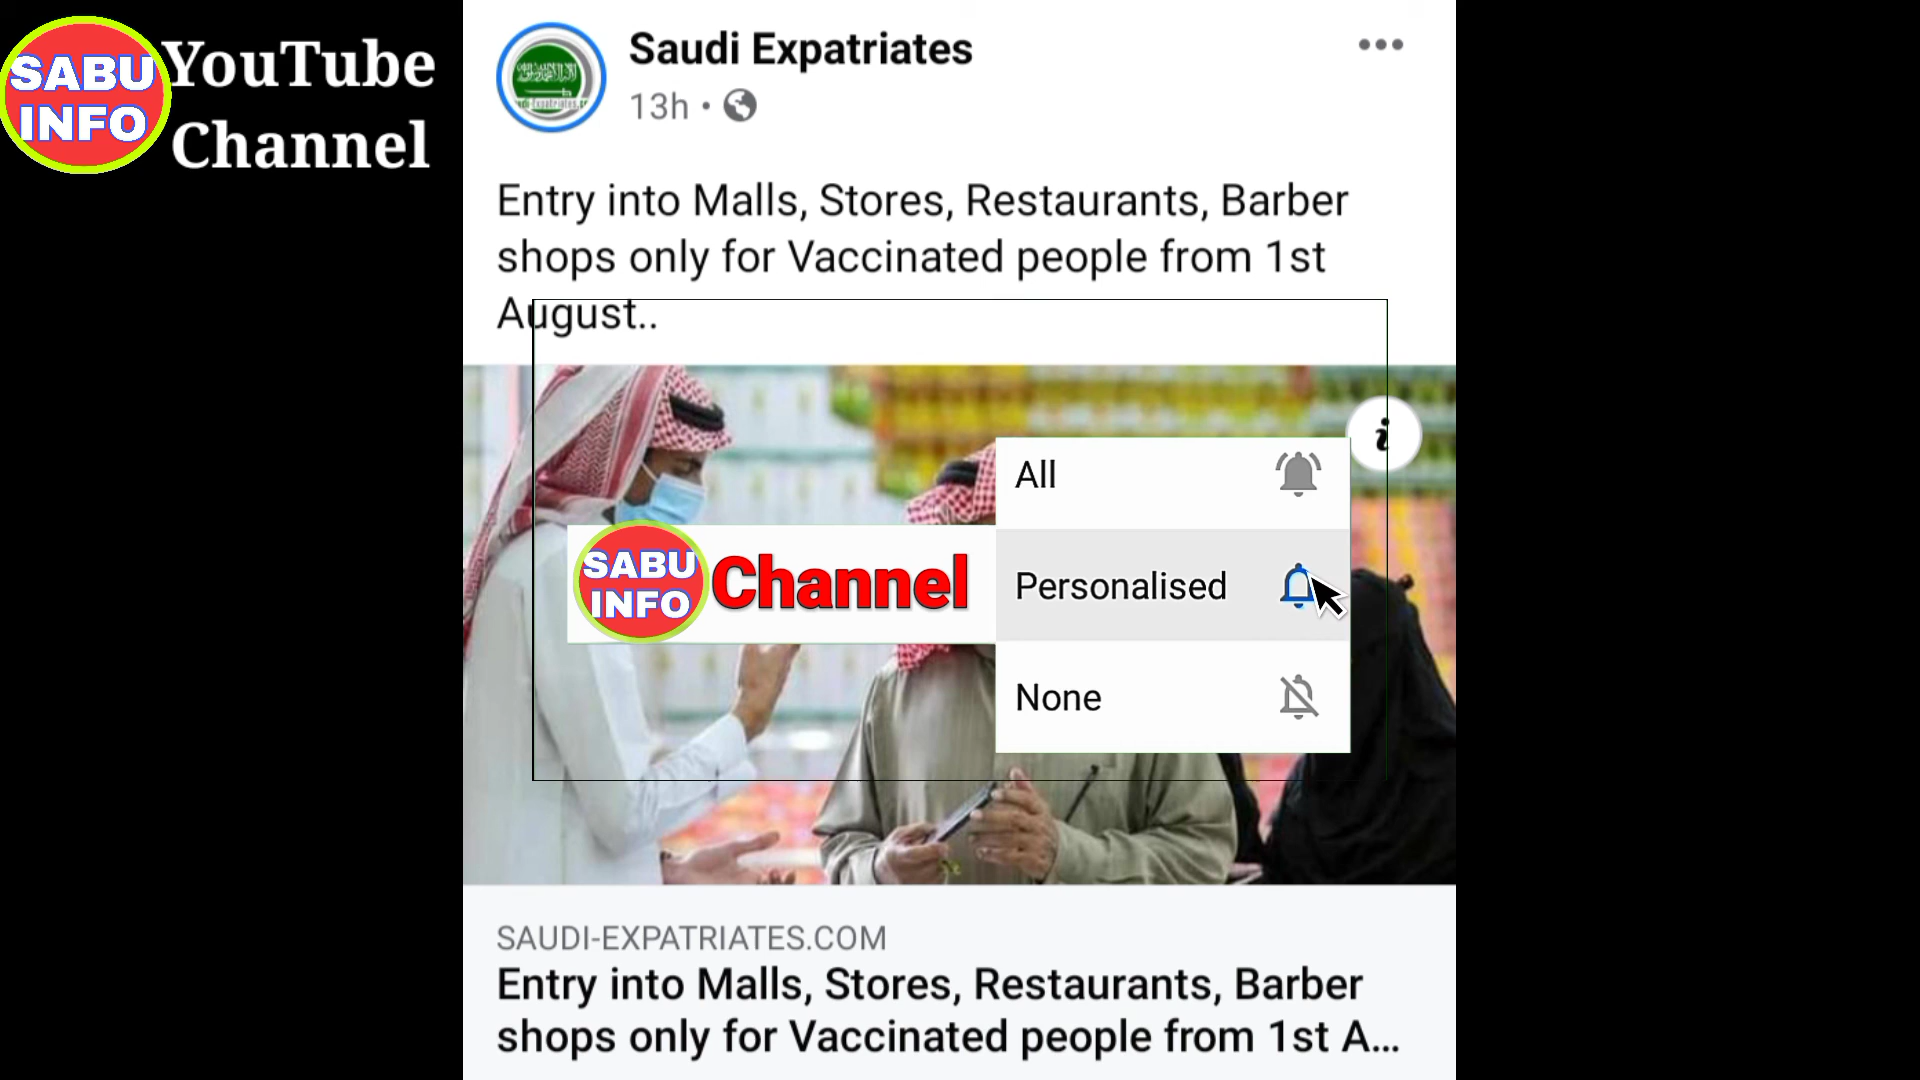 SABU
INFO
YouTube
Channel
Saudi Expatriates
13h •
Entry into Malls, Stores, Restaurants, Barber
shops only for Vaccinated people from 1st
August..
i
All
Personalised
None
SABU
INFO
Channel
SAUDI-EXPATRIATES.COM
Entry into Malls, Stores, Restaurants, Barber
shops only for Vaccinated people from 1st A...